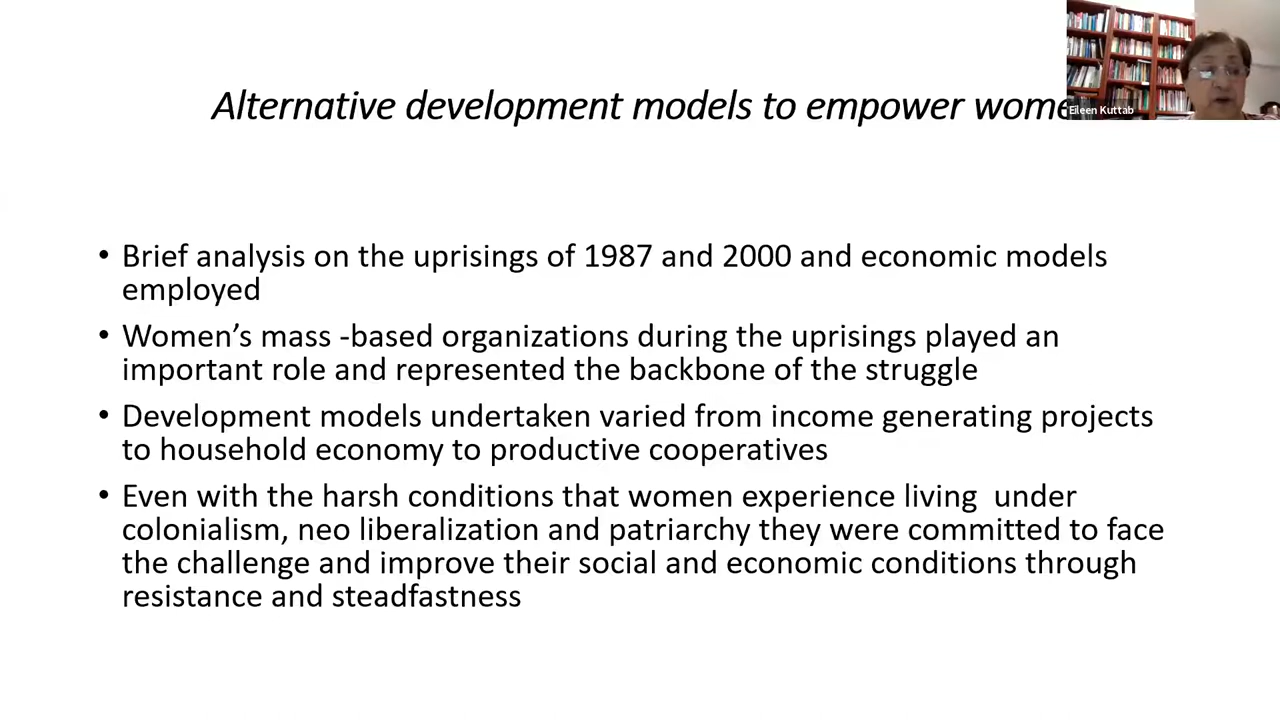 Alternative development models to empower wome
Eileen Kuttab
• Brief analysis on the uprisings of 1987 and 2000 and economic models
employed
• Women’s mass -based organizations during the uprisings played an
important role and represented the backbone of the struggle
• Development models undertaken varied from income generating projects
to household economy to productive cooperatives
• Even with the harsh conditions that women experience living  under
colonialism, neo liberalization and patriarchy they were committed to face
the challenge and improve their social and economic conditions through
resistance and steadfastness